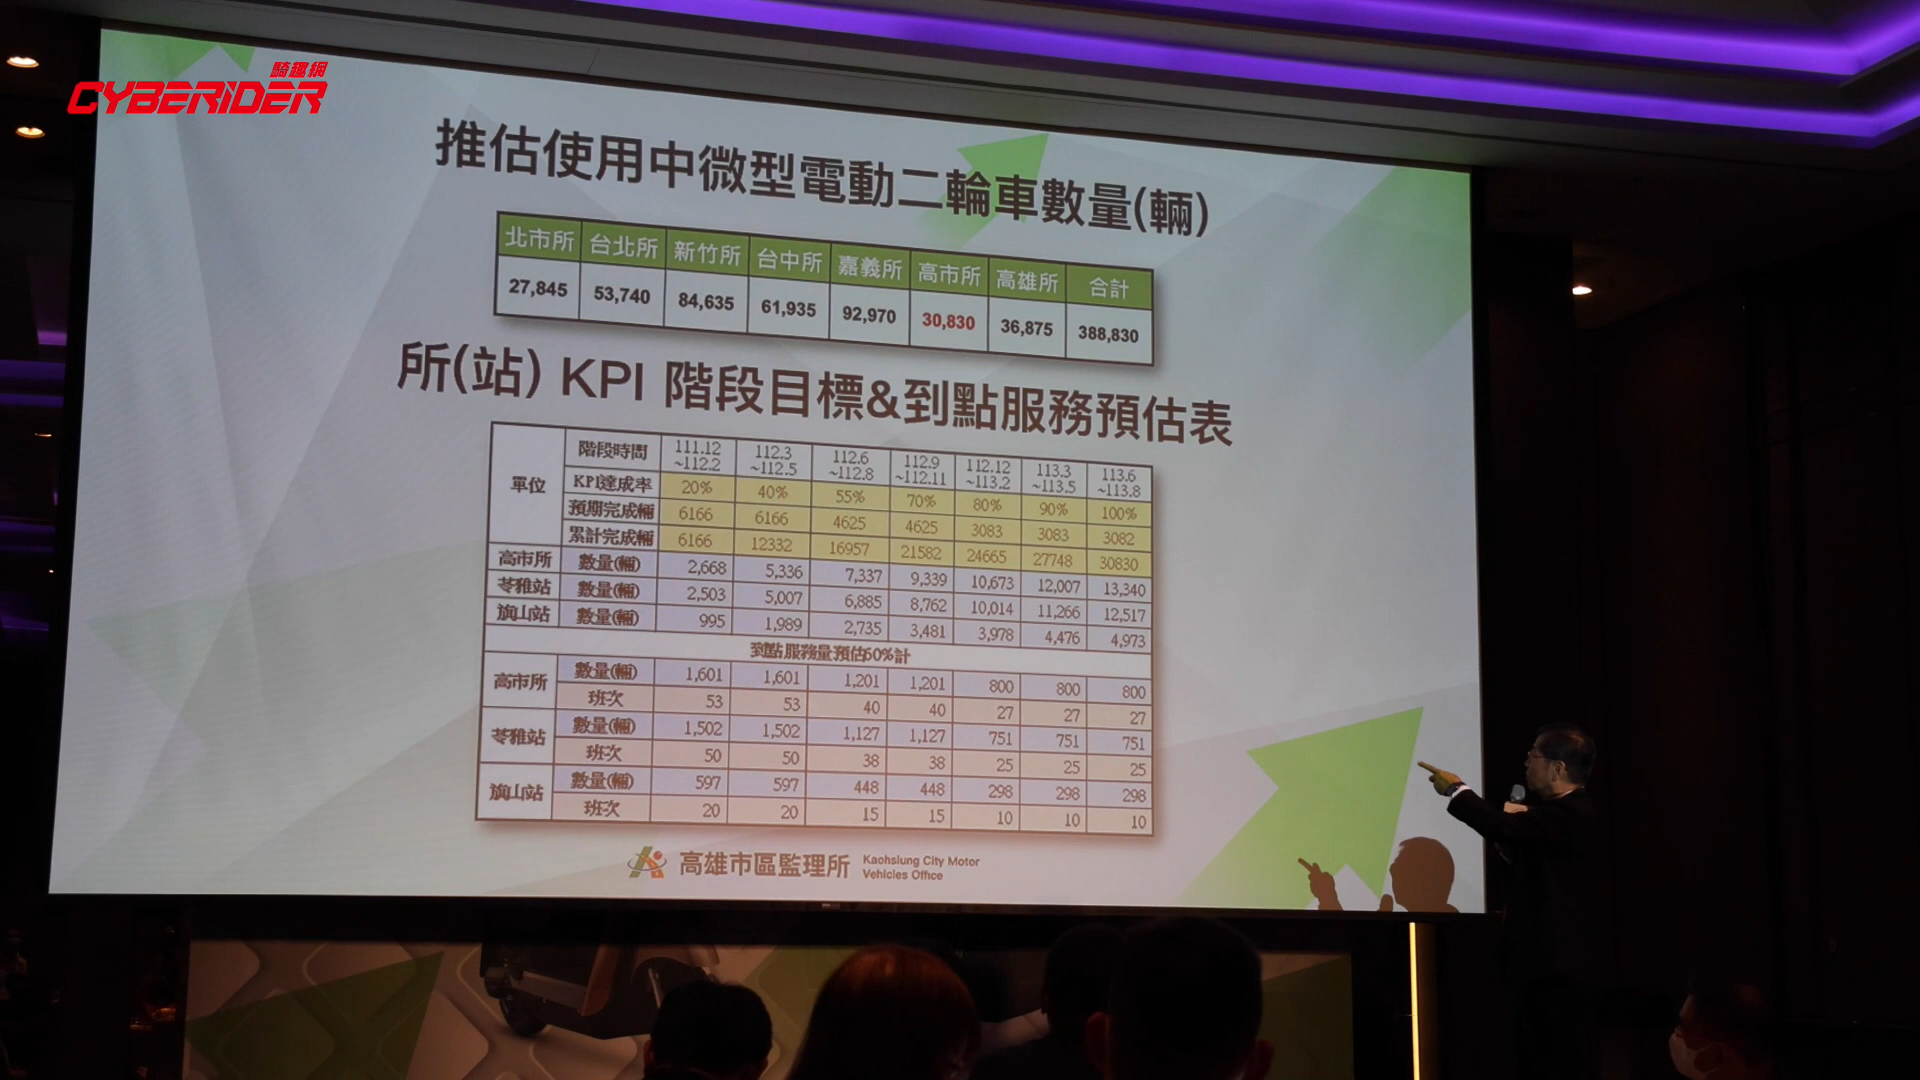 騎趣網
CYBERIDER
推估使用中微型電動二輪車數量(輛)
北市所 台北所 新竹所 台中所 嘉義所 高市所 高雄所 合計
27,845 53,740 84,635 61,935 92,970 30,830 36,875 388,830
所(站) KPI 階段目標&到點服務預估表
單位 階段時間 111.12~112.2 112.3~112.5 112.6~112.8 112.9~112.11 112.12~113.2 113.3~113.5 113.6~113.8
KPI達成率 20% 40% 55% 70% 80% 90% 100%
預期完成輛 6166 6166 4625 4625 3083 3083 3082
累計完成輛 6166 12332 16957 21582 24665 27748 30830
高市所 數量(輛) 2,668 5,336 7,337 9,339 10,673 12,007 13,340
苓雅站 數量(輛) 2,503 5,007 6,885 8,762 10,014 11,266 12,517
旗山站 數量(輛) 995 1,989 2,735 3,481 3,978 4,476 4,973
到點服務量預估60%計
高市所 數量(輛) 1,601 1,601 1,201 1,201 800 800 800
班次 53 53 40 40 27 27 27
苓雅站 數量(輛) 1,502 1,502 1,127 1,127 751 751 751
班次 50 50 38 38 25 25 25
旗山站 數量(輛) 597 597 448 448 298 298 298
班次 20 20 15 15 10 10 10
高雄市區監理所 Kaohsiung City Motor
Vehicles Office